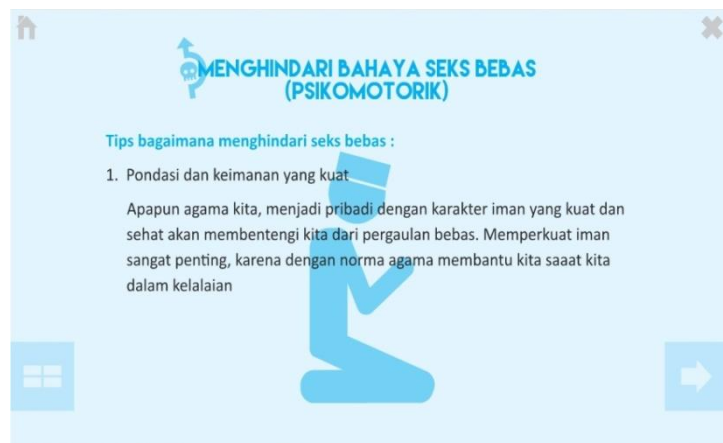 MENGHINDARI BAHAYA SEKS BEBAS
(PSIKOMOTORIK)
Tips bagaimana menghindari seks bebas :
1. Pondasi dan keimanan yang kuat
Apapun agama kita, menjadi pribadi dengan karakter iman yang kuat dan
sehat akan membentengi kita dari pergaulan bebas. Memperkuat iman
sangat penting, karena dengan norma agama membantu kita saaat kita
dalam kelalaian